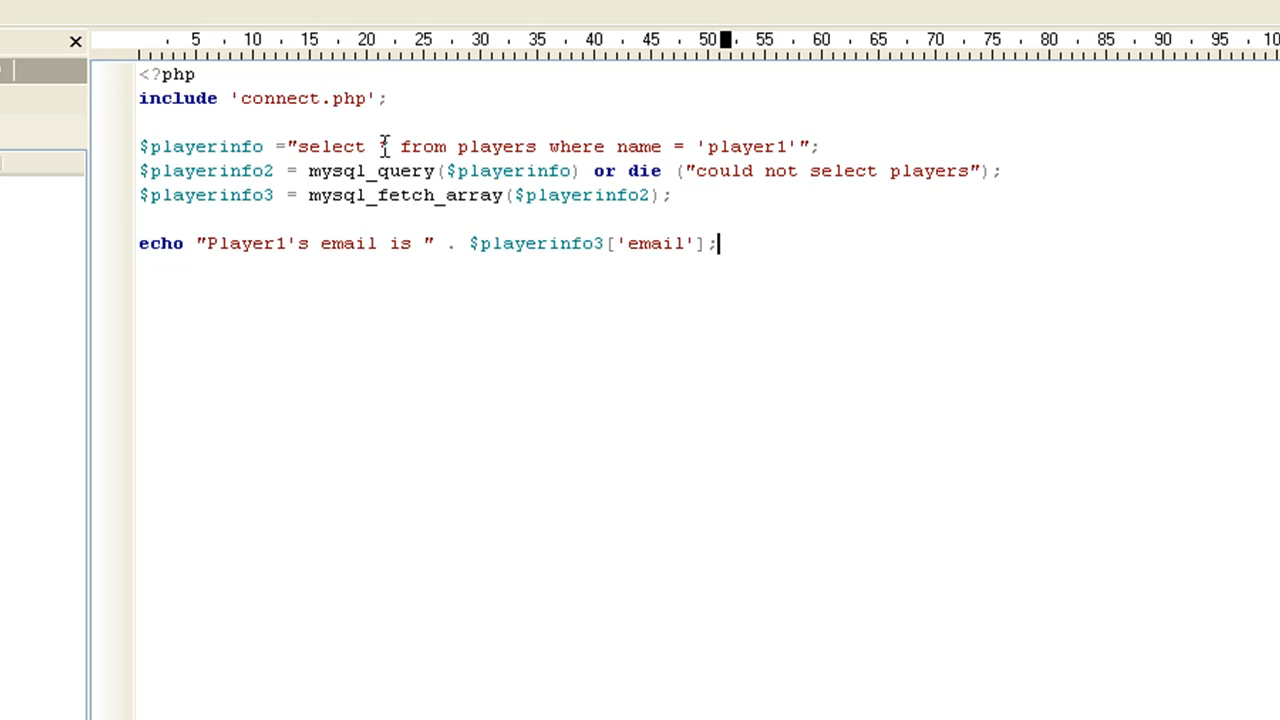 5 10 15 20 25 30 35 40 45 50 55 60 65 70 75 80 85 90 95 10
<?php
include 'connect.php';
$playerinfo ="select from players where name = 'player1'";
$playerinfo2 = mysql_query($playerinfo) or die ("could not select players");
$playerinfo3 = mysql_fetch_array($playerinfo2);
echo "Player1's email is " . $playerinfo3['email'];